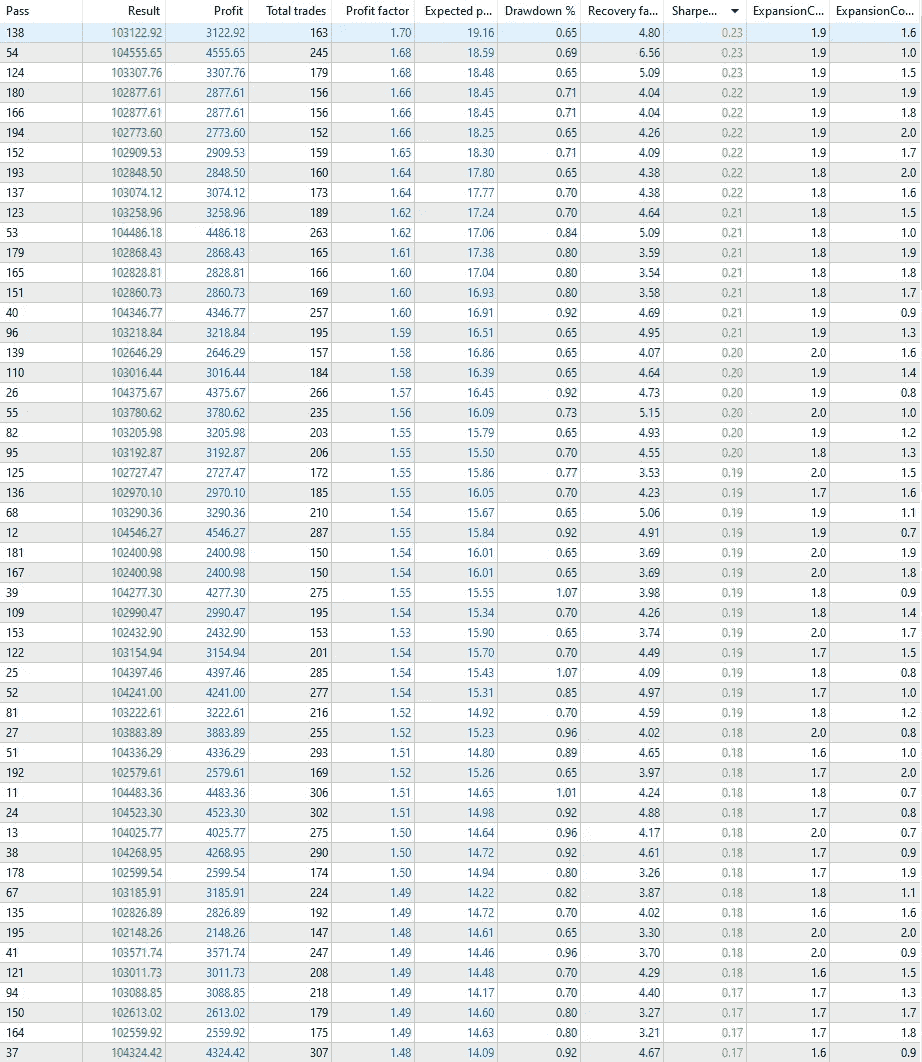 Pass Result Profit Total trades Profit factor Expected p... Drawdown % Recovery fa... Sharpe... ExpansionC... ExpansionCo...
138 103122.92 3122.92 163 1.70 19.16 0.65 4.80 0.23 1.9 1.6
54 104555.65 4555.65 245 1.68 18.59 0.69 6.56 0.23 1.9 1.0
124 103307.76 3307.76 179 1.68 18.48 0.65 5.09 0.23 1.9 1.5
180 102877.61 2877.61 156 1.66 18.45 0.71 4.04 0.22 1.9 1.9
166 102877.61 2877.61 156 1.66 18.45 0.71 4.04 0.22 1.9 1.8
194 102773.60 2773.60 152 1.66 18.25 0.65 4.26 0.22 1.9 2.0
152 102909.53 2909.53 159 1.65 18.30 0.71 4.09 0.22 1.9 1.7
193 102848.50 2848.50 160 1.64 17.80 0.65 4.38 0.22 1.8 2.0
137 103074.12 3074.12 173 1.64 17.77 0.70 4.38 0.22 1.8 1.6
123 103258.96 3258.96 189 1.62 17.24 0.70 4.64 0.21 1.8 1.5
53 104486.18 4486.18 263 1.62 17.06 0.84 5.09 0.21 1.8 1.0
179 102868.43 2868.43 165 1.61 17.38 0.80 3.59 0.21 1.8 1.9
165 102828.81 2828.81 166 1.60 17.04 0.80 3.54 0.21 1.8 1.8
151 102860.73 2860.73 169 1.60 16.93 0.80 3.58 0.21 1.8 1.7
40 104346.77 4346.77 257 1.60 16.91 0.92 4.69 0.21 1.9 0.9
96 103218.84 3218.84 195 1.59 16.51 0.65 4.95 0.21 1.9 1.3
139 102646.29 2646.29 157 1.58 16.86 0.65 4.07 0.20 2.0 1.6
110 103016.44 3016.44 184 1.58 16.39 0.65 4.64 0.20 1.9 1.4
26 104375.67 4375.67 266 1.57 16.45 0.92 4.73 0.20 1.9 0.8
55 103780.62 3780.62 235 1.56 16.09 0.73 5.15 0.20 2.0 1.0
82 103205.98 3205.98 203 1.55 15.79 0.65 4.93 0.20 1.9 1.2
95 103192.87 3192.87 206 1.55 15.50 0.70 4.55 0.20 1.8 1.3
125 102727.47 2727.47 172 1.55 15.86 0.77 3.53 0.19 2.0 1.5
136 102970.10 2970.10 185 1.55 16.05 0.70 4.23 0.19 1.7 1.6
68 103290.36 3290.36 210 1.54 15.67 0.65 5.06 0.19 1.9 1.1
12 104546.27 4546.27 287 1.55 15.84 0.92 4.91 0.19 1.9 0.7
181 102400.98 2400.98 150 1.54 16.01 0.65 3.69 0.19 2.0 1.9
167 102400.98 2400.98 150 1.54 16.01 0.65 3.69 0.19 2.0 1.8
39 104277.30 4277.30 275 1.55 15.55 1.07 3.98 0.19 1.8 0.9
109 102990.47 2990.47 195 1.54 15.34 0.70 4.26 0.19 1.8 1.4
153 102432.90 2432.90 153 1.53 15.90 0.65 3.74 0.19 2.0 1.7
122 103154.94 3154.94 201 1.54 15.70 0.70 4.49 0.19 1.7 1.5
25 104397.46 4397.46 285 1.54 15.43 1.07 4.09 0.19 1.8 0.8
52 104241.00 4241.00 277 1.54 15.31 0.85 4.97 0.19 1.7 1.0
81 103222.61 3222.61 216 1.52 14.92 0.70 4.59 0.19 1.8 1.2
27 103883.89 3883.89 255 1.52 15.23 0.96 4.02 0.18 2.0 0.8
51 104336.29 4336.29 293 1.51 14.80 0.89 4.65 0.18 1.6 1.0
192 102579.61 2579.61 169 1.52 15.26 0.65 3.97 0.18 1.7 2.0
11 104483.36 4483.36 306 1.51 14.65 1.01 4.24 0.18 1.8 0.7
24 104523.30 4523.30 302 1.51 14.98 0.92 4.88 0.18 1.7 0.8
13 104025.77 4025.77 275 1.50 14.64 0.96 4.17 0.18 2.0 0.7
38 104268.95 4268.95 290 1.50 14.72 0.92 4.61 0.18 1.7 0.9
178 102599.54 2599.54 174 1.50 14.94 0.80 3.26 0.18 1.7 1.9
67 103185.91 3185.91 224 1.49 14.22 0.82 3.87 0.18 1.8 1.1
135 102826.89 2826.89 192 1.49 14.72 0.70 4.02 0.18 1.6 1.6
195 102148.26 2148.26 147 1.48 14.61 0.65 3.30 0.18 2.0 2.0
41 103571.74 3571.74 247 1.49 14.46 0.96 3.70 0.18 2.0 0.9
121 103011.73 3011.73 208 1.49 14.48 0.70 4.29 0.18 1.6 1.5
94 103088.85 3088.85 218 1.49 14.17 0.70 4.40 0.17 1.7 1.3
150 102613.02 2613.02 179 1.49 14.60 0.80 3.27 0.17 1.7 1.7
164 102559.92 2559.92 175 1.49 14.63 0.80 3.21 0.17 1.7 1.8
37 104324.42 4324.42 307 1.48 14.09 0.92 4.67 0.17 1.6 0.9